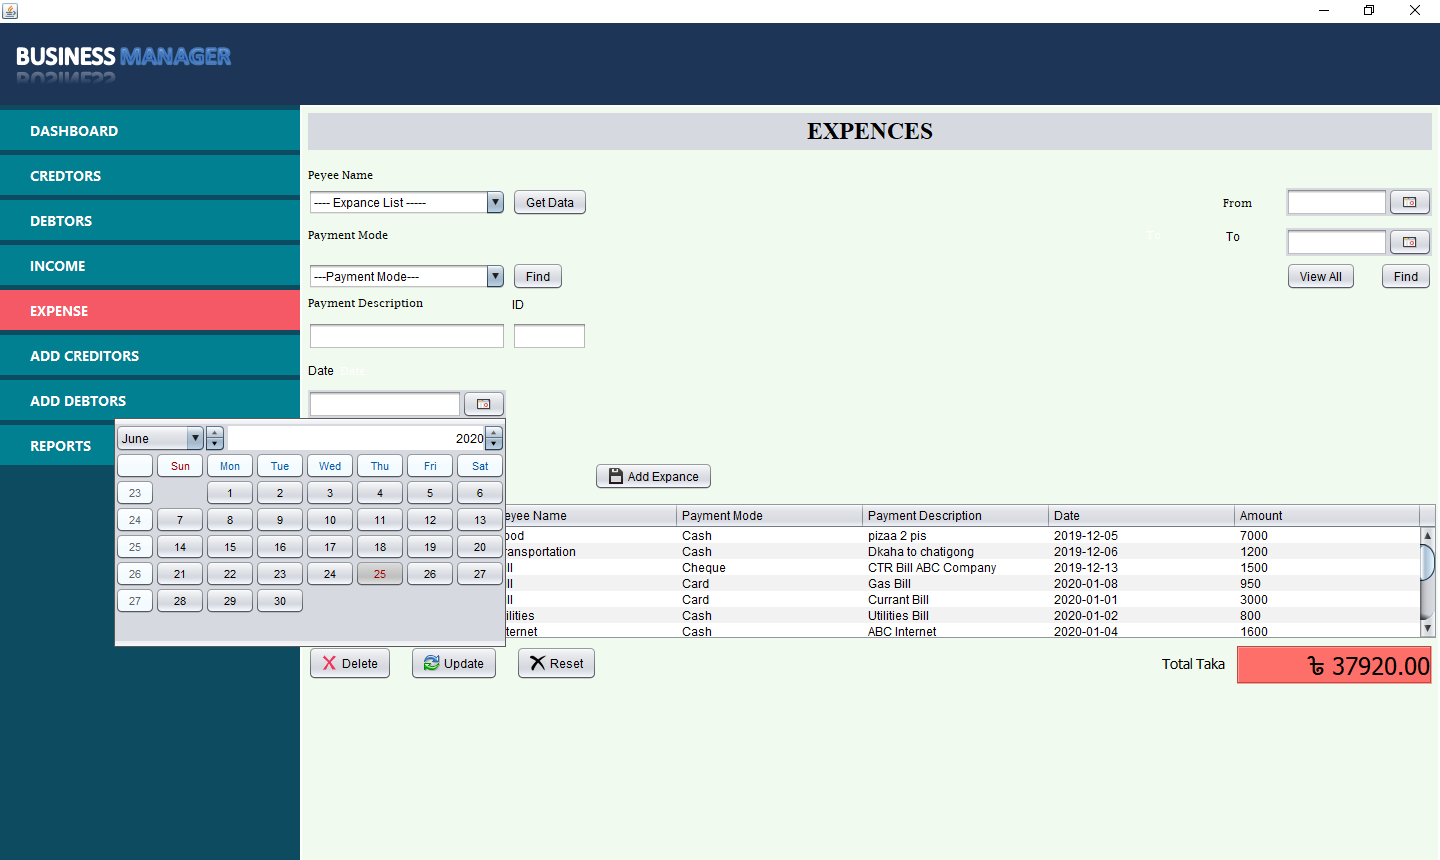 BUSINESS MANAGER
DASHBOARD
CREDTORS
DEBTORS
INCOME
EXPENSE
ADD CREDITORS
ADD DEBTORS
REPORTS
EXPENCES
Peyee Name
---- Expance List ----- Get Data
From
Payment Mode
To To
---Payment Mode--- Find
View All Find
Payment Description ID
Date Date
June 2020
Sun Mon Tue Wed Thu Fri Sat
23 1 2 3 4 5 6
24 7 8 9 10 11 12 13
25 14 15 16 17 18 19 20
26 21 22 23 24 25 26 27
27 28 29 30
Add Expance
eyee Name Payment Mode Payment Description Date Amount
ood Cash pizaa 2 pis 2019-12-05 7000
ransportation Cash Dkaha to chatigong 2019-12-06 1200
ill Cheque CTR Bill ABC Company 2019-12-13 1500
ill Card Gas Bill 2020-01-08 950
ill Card Currant Bill 2020-01-01 3000
tilities Cash Utilities Bill 2020-01-02 800
ternet Cash ABC Internet 2020-01-04 1600
Delete Update Reset
Total Taka ৳ 37920.00